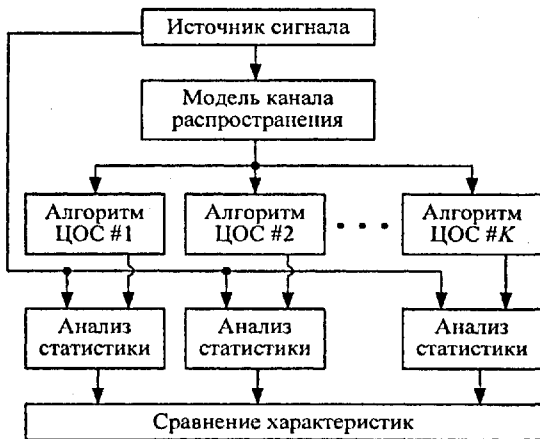 Источник сигнала
Модель канала
распространения
Алгоритм
ЦОС #1
Алгоритм
ЦОС #2
Алгоритм
ЦОС #K
Анализ
статистики
Анализ
статистики
Анализ
статистики
Сравнение характеристик